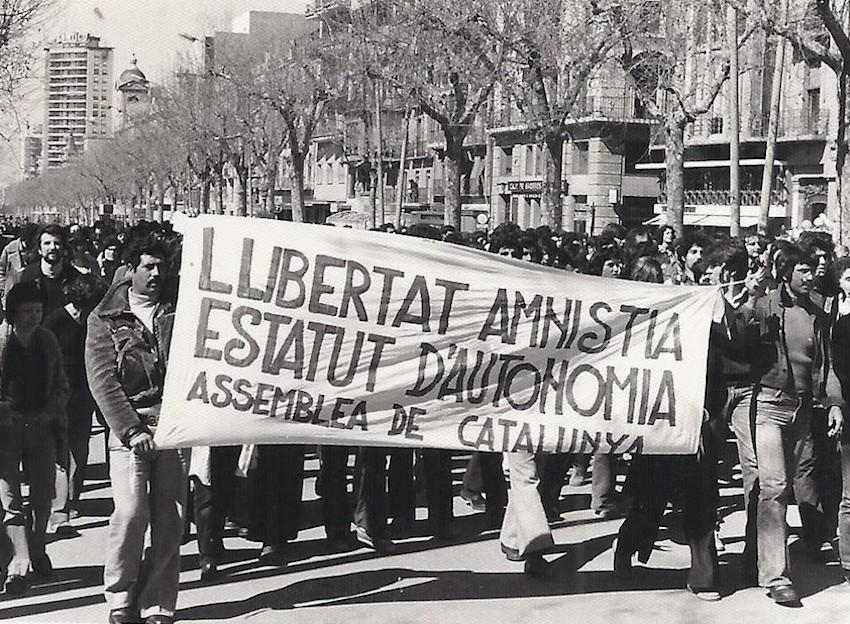 LLIBERTAT AMNISTIA
ESTATUT D'AUTONOMIA
ASSEMBLEA DE CATALUNYA